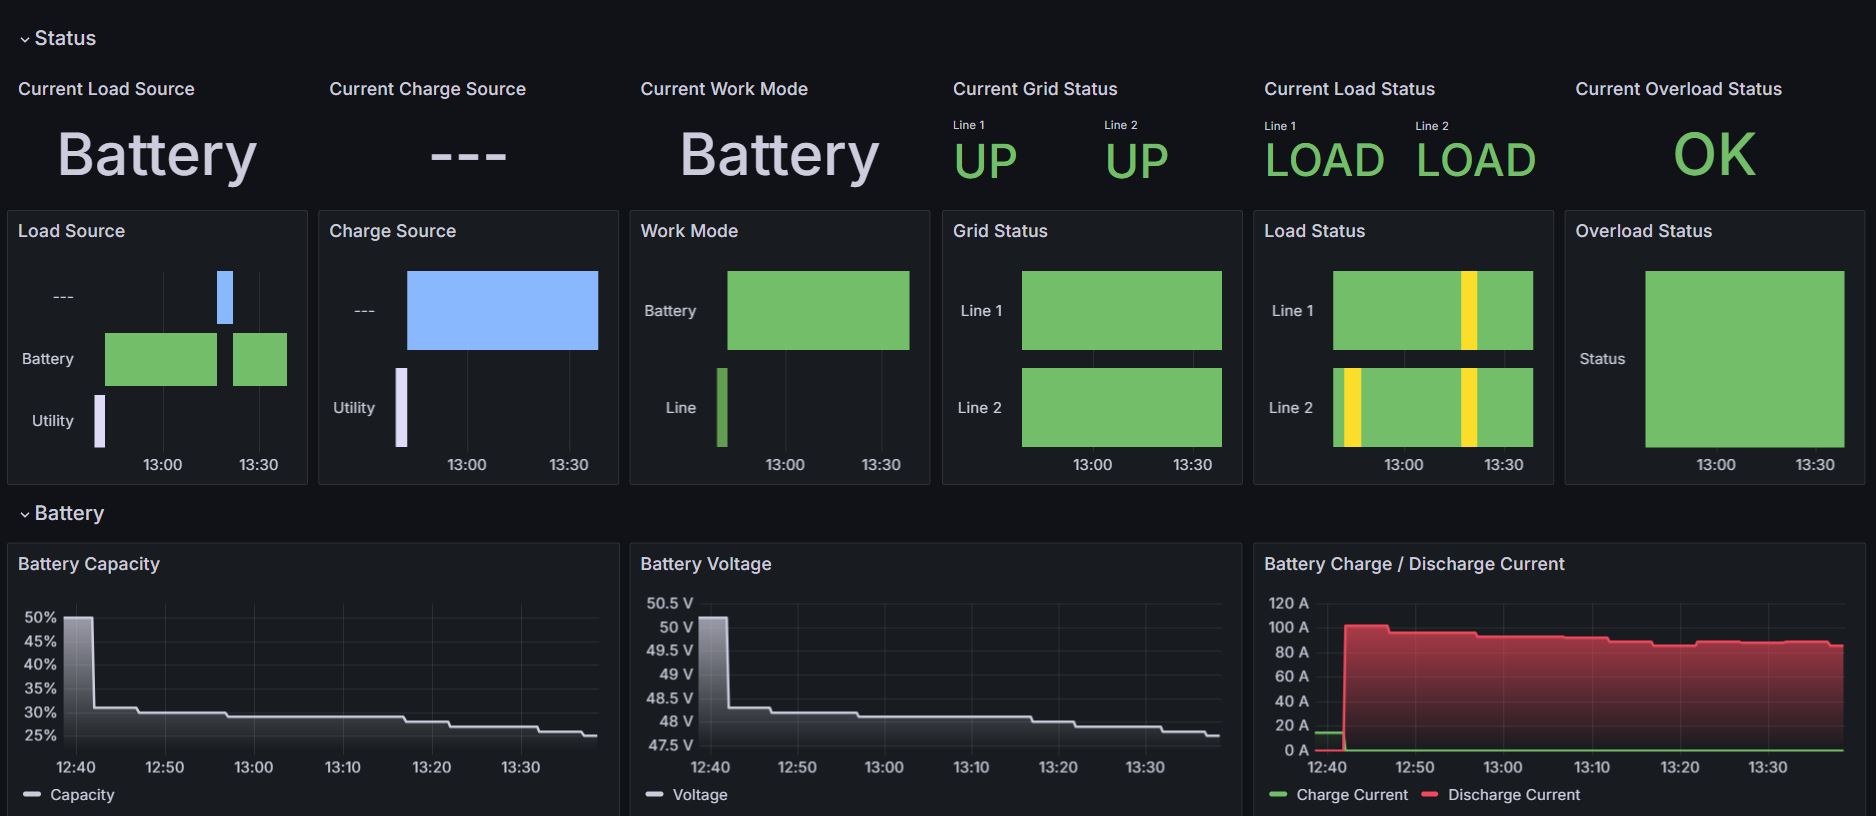 Status
Current Load Source
Current Charge Source
Current Work Mode
Current Grid Status
Current Load Status
Current Overload Status
Battery
---
Battery
Line 1
UP
Line 2
UP
Line 1
LOAD
Line 2
LOAD
OK
Load Source
---
Battery
Utility
13:00 13:30
Charge Source
---
Utility
13:00 13:30
Work Mode
Battery
Line
13:00 13:30
Grid Status
Line 1
Line 2
13:00 13:30
Load Status
Line 1
Line 2
13:00 13:30
Overload Status
Status
13:00 13:30
Battery
Battery Capacity
50%
45%
40%
35%
30%
25%
12:40 12:50 13:00 13:10 13:20 13:30
Capacity
Battery Voltage
50.5 V
50 V
49.5 V
49 V
48.5 V
48 V
47.5 V
12:40 12:50 13:00 13:10 13:20 13:30
Voltage
Battery Charge / Discharge Current
120 A
100 A
80 A
60 A
40 A
20 A
0 A
12:40 12:50 13:00 13:10 13:20 13:30
Charge Current Discharge Current